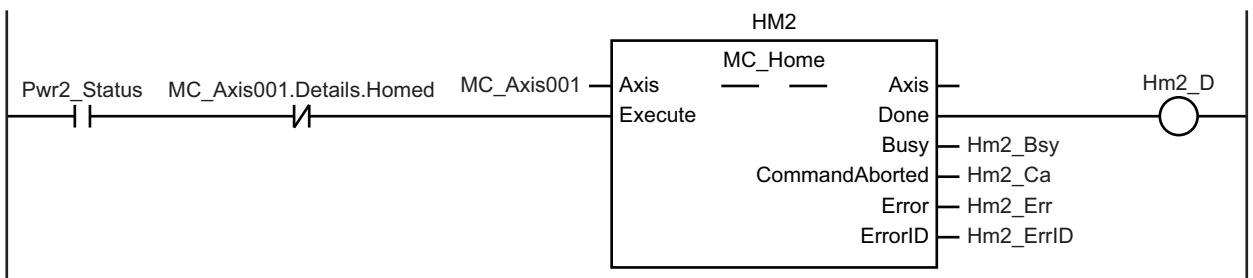 HM2
MC_Home
Pwr2_Status MC_Axis001.Details.Homed MC_Axis001 Axis Axis Hm2_D
Execute Done
Busy Hm2_Bsy
CommandAborted Hm2_Ca
Error Hm2_Err
ErrorID Hm2_ErrID